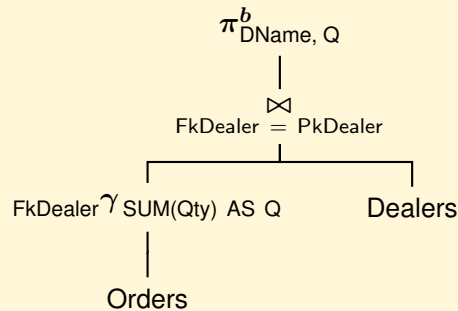 π^b DName, Q
⋈
FkDealer = PkDealer
FkDealer γ SUM(Qty) AS Q
Dealers
Orders